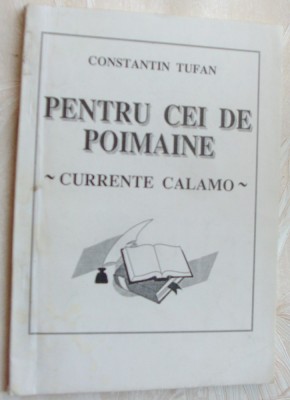 CONSTANTIN TUFAN
PENTRU CEI DE
POIMAINE
~ CURRENTE CALAMO ~